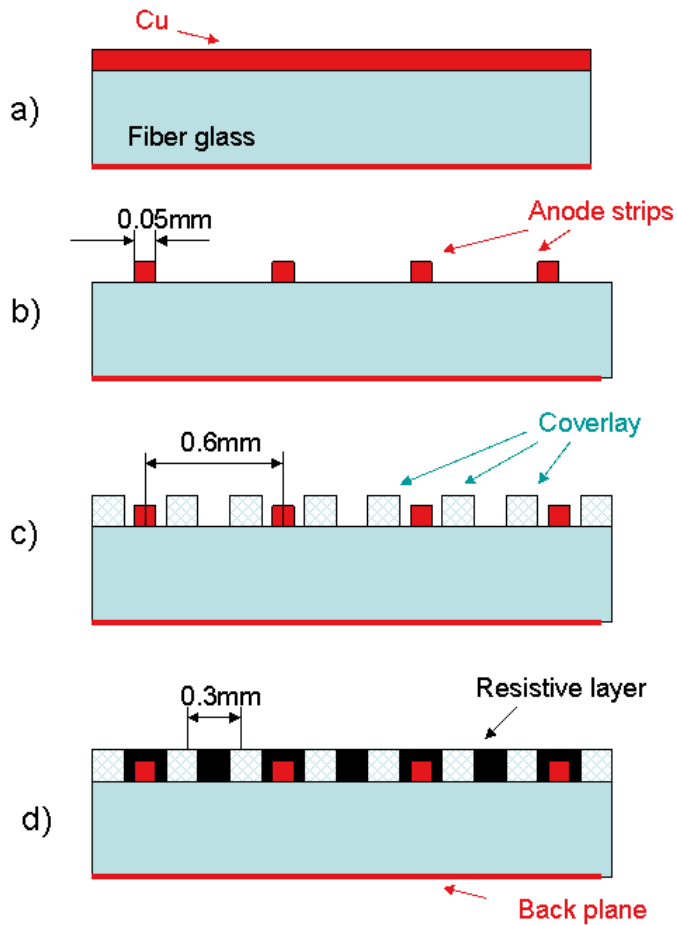 Cu
a)
Fiber glass
0.05mm
Anode strips
b)
Coverlay
0.6mm
c)
Resistive layer
0.3mm
d)
Back plane